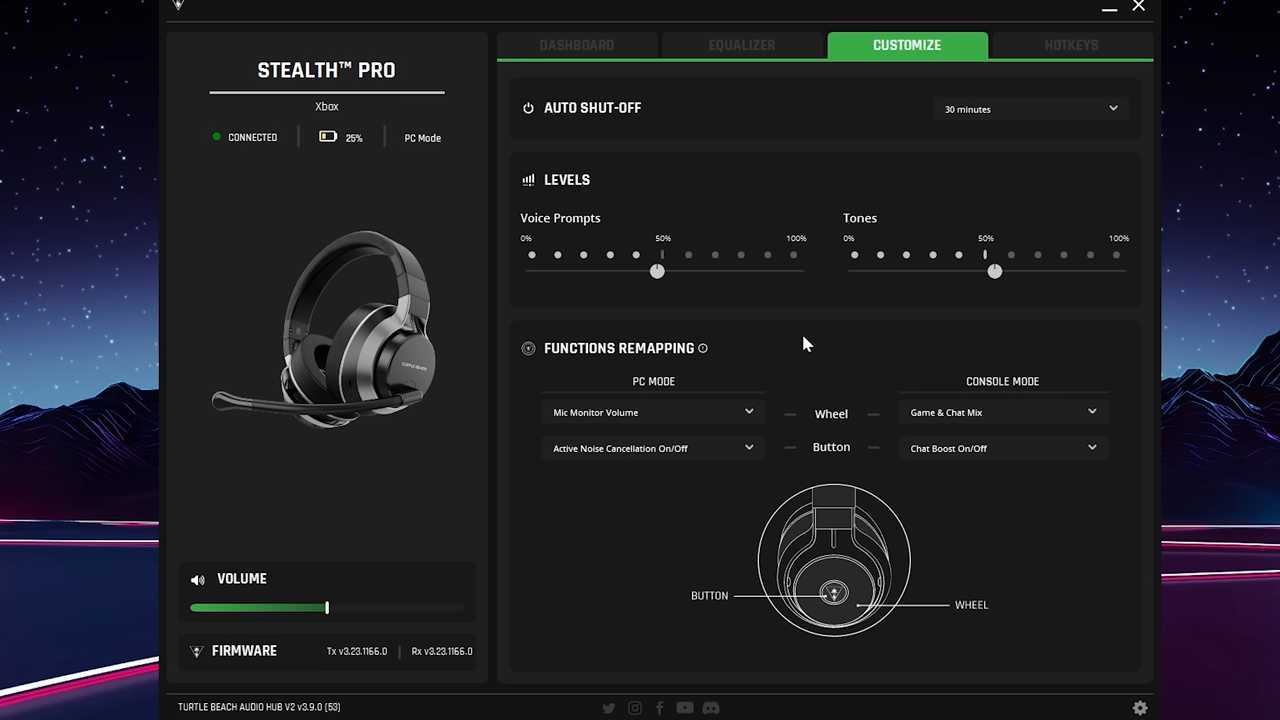 DASHBOARD
EQUALIZER
CUSTOMIZE
HOTKEYS
STEALTH™ PRO
Xbox
CONNECTED
25%
PC Mode
AUTO SHUT-OFF
30 minutes
LEVELS
Voice Prompts
0%
50%
100%
Tones
0%
50%
100%
FUNCTIONS REMAPPING
PC MODE
CONSOLE MODE
Mic Monitor Volume
Wheel
Game & Chat Mix
Active Noise Cancellation On/Off
Button
Chat Boost On/Off
TURTLE BEACH
BUTTON
WHEEL
VOLUME
FIRMWARE
Tx v3.23.1166.0
Rx v3.23.1166.0
TURTLE BEACH AUDIO HUB V2 v3.9.0 (53)